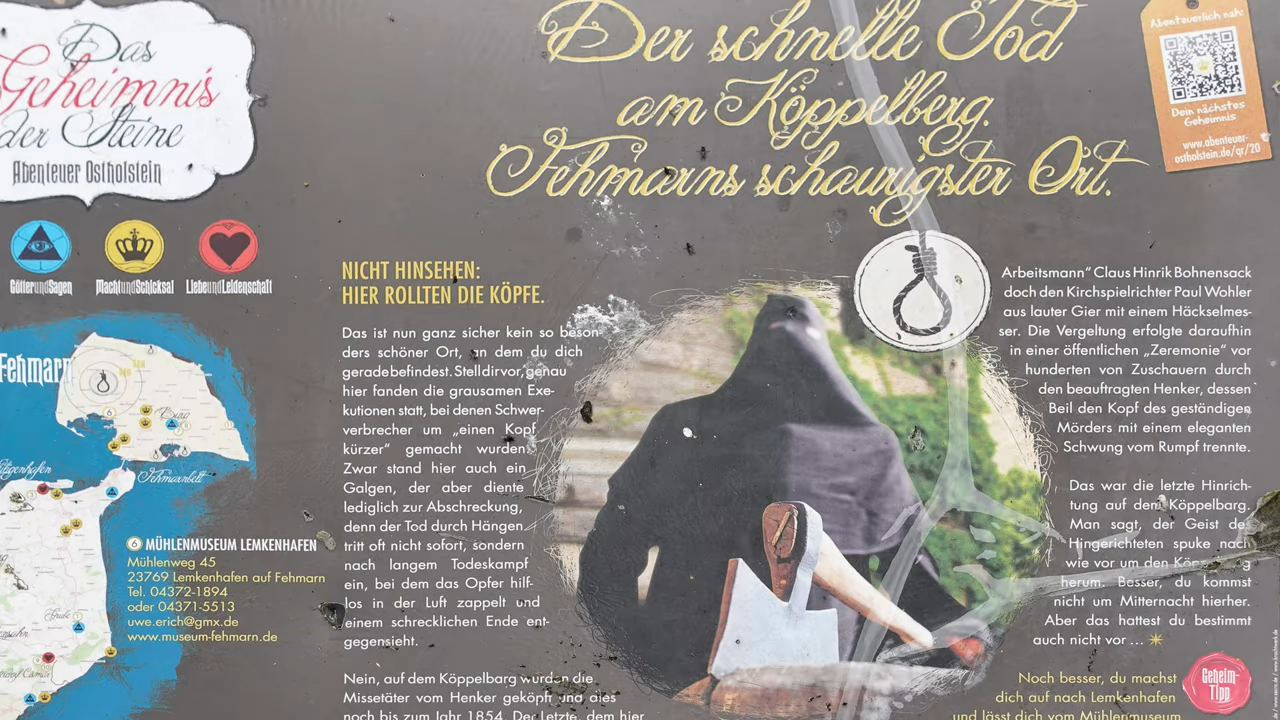 Das
Geheimnis
der Steine
Abenteuer Ostholstein
GötterundSagen
MachtundSchicksal
LiebeundLeidenschaft
Der schnelle Tod
am Köppelberg.
Fehmarns schaurigster Ort.
Abenteuerlich nah:
Dein nächstes
Geheimnis
www.abenteuer-
ostholstein.de/qr/20
Fehmarn
Burg
Fehmarnbelt
Grube
NICHT HINSEHEN:
HIER ROLLTEN DIE KÖPFE.
Das ist nun ganz sicher kein so beson-
ders schöner Ort, an dem du dich
gerade befindest. Stell dir vor, genau
hier fanden die grausamen Exe-
kutionen statt, bei denen Schwer-
verbrecher um „einen Kopf
kürzer" gemacht wurden.
Zwar stand hier auch ein
Galgen, der aber diente
lediglich zur Abschreckung,
denn der Tod durch Hängen
tritt oft nicht sofort, sondern
nach langem Todeskampf
ein, bei dem das Opfer hilf-
los in der Luft zappelt und
einem schrecklichen Ende ent-
gegensieht.
Nein, auf dem Köppelbarg wurden die
Missetäter vom Henker geköpft und dies
noch bis zum Jahr 1854. Der Letzte, dem hier
Arbeitsmann" Claus Hinrik Bohnensack
doch den Kirchspielrichter Paul Wohler
aus lauter Gier mit einem Häckselmes-
ser. Die Vergeltung erfolgte daraufhin
in einer öffentlichen „Zeremonie" vor
hunderten von Zuschauern durch
den beauftragten Henker, dessen
Beil den Kopf des geständigen
Mörders mit einem eleganten
Schwung vom Rumpf trennte.
Das war die letzte Hinrich-
tung auf dem Köppelbarg.
Man sagt, der Geist de
Hingerichteten spuke nach
wie vor um den
herum. Besser, du kommst
nicht um Mitternacht hierher.
Aber das hattest du bestimmt
auch nicht vor ...
Noch besser, du machst
dich auf nach Lemkenhafen
und lässt dich vom Mühlenmuseum
Geheim-
Tipp
6 MÜHLENMUSEUM LEMKENHAFEN
Mühlenweg 45
23769 Lemkenhafen auf Fehmarn
Tel. 04372-1894
oder 04371-5513
uwe.erich@gmx.de
www.museum-fehmarn.de